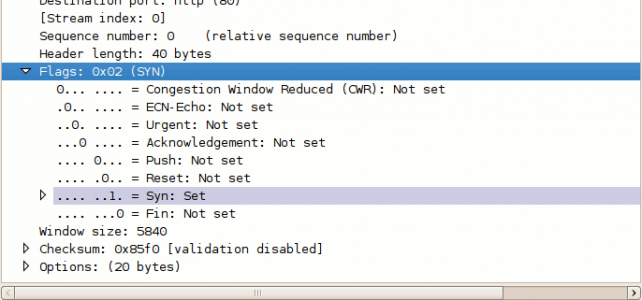 Destination port: http (80)
[Stream index: 0]
Sequence number: 0    (relative sequence number)
Header length: 40 bytes
Flags: 0x02 (SYN)
0... .... = Congestion Window Reduced (CWR): Not set
.0.. .... = ECN-Echo: Not set
..0. .... = Urgent: Not set
...0 .... = Acknowledgement: Not set
.... 0... = Push: Not set
.... .0.. = Reset: Not set
.... ..1. = Syn: Set
.... ...0 = Fin: Not set
Window size: 5840
Checksum: 0x85f0 [validation disabled]
Options: (20 bytes)